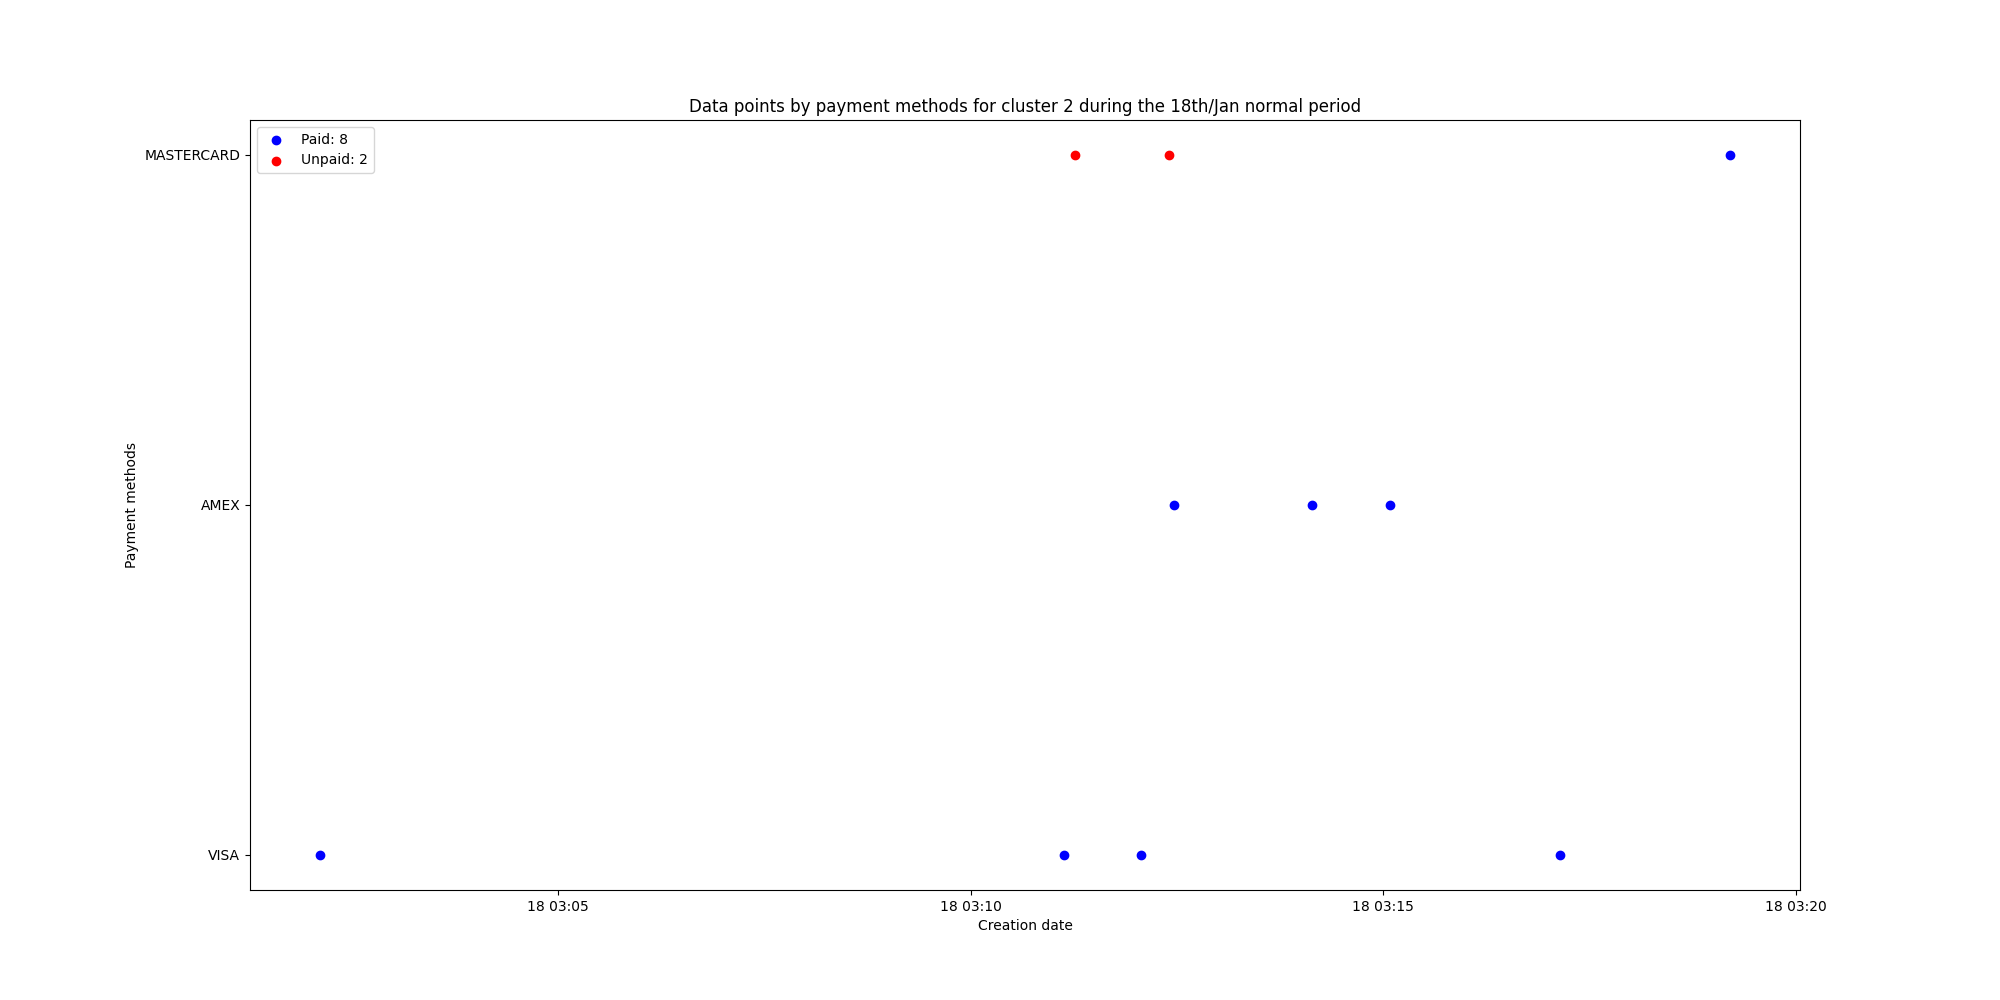 Data points by payment methods for cluster 2 during the 18th/Jan normal period
Paid: 8
Unpaid: 2
MASTERCARD
AMEX
VISA
Payment methods
18 03:05
18 03:10
18 03:15
18 03:20
Creation date